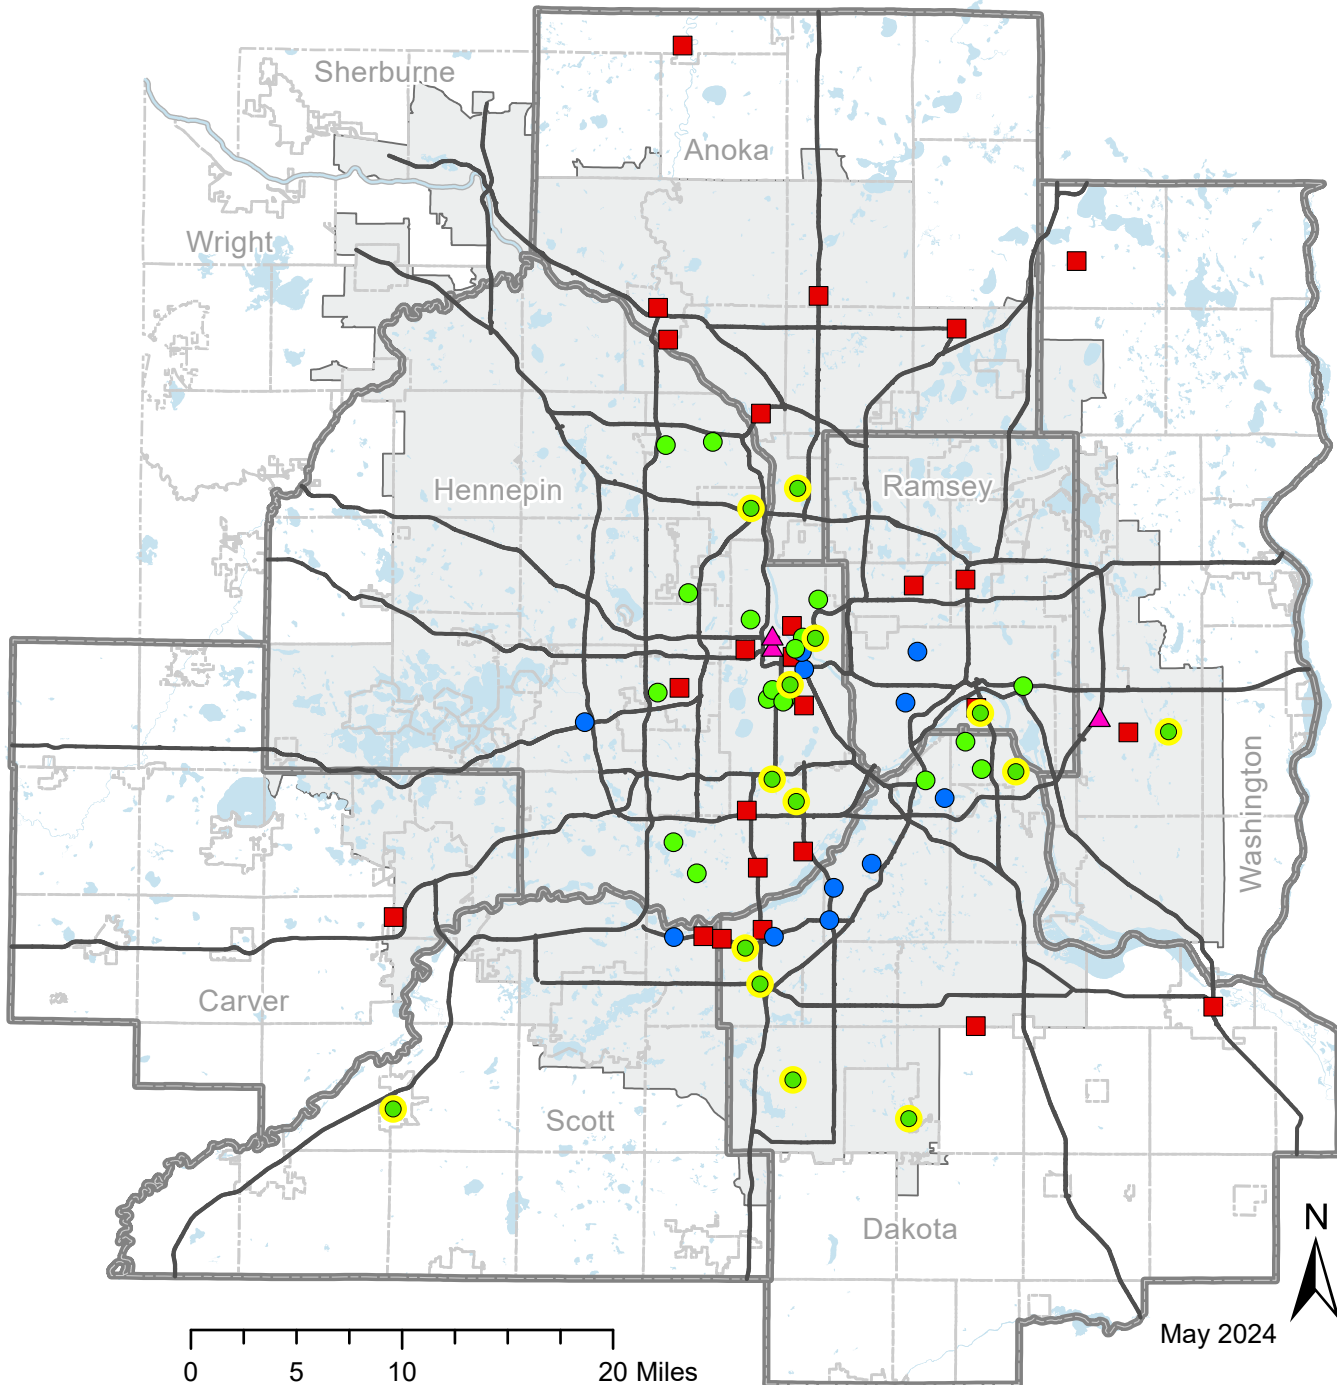 Sherburne
Anoka
Wright
Hennepin
Ramsey
Washington
Carver
Scott
Dakota
N
May 2024
0 5 10 20 Miles